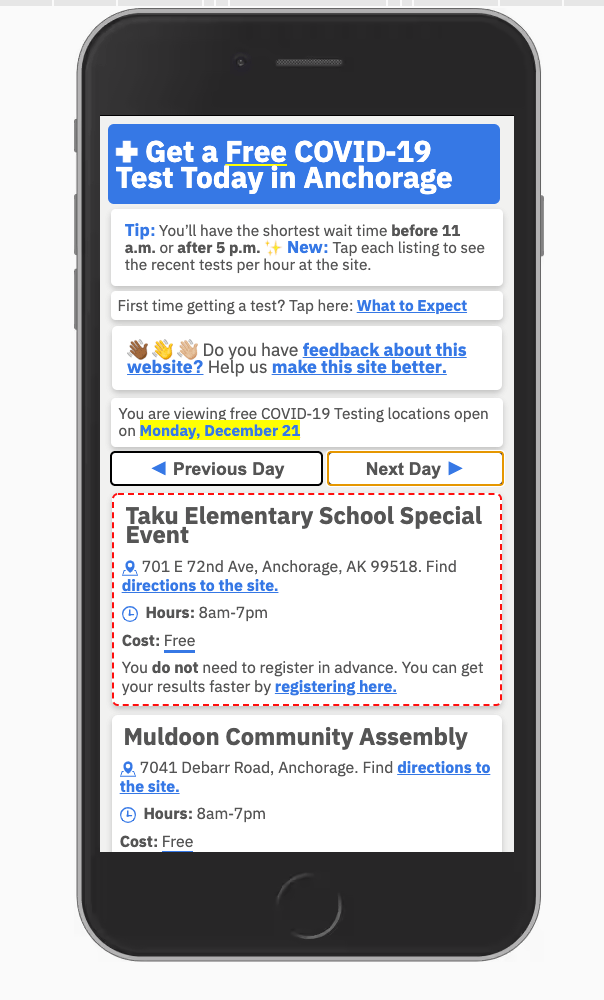 ✚ Get a Free COVID-19
Test Today in Anchorage
Tip: You’ll have the shortest wait time before 11
a.m. or after 5 p.m. ✨ New: Tap each listing to see
the recent tests per hour at the site.
First time getting a test? Tap here: What to Expect
👋🏾👋👋🏼 Do you have feedback about this
website? Help us make this site better.
You are viewing free COVID-19 Testing locations open
on Monday, December 21
◀ Previous Day
Next Day ▶
Taku Elementary School Special
Event
701 E 72nd Ave, Anchorage, AK 99518. Find
directions to the site.
Hours: 8am-7pm
Cost: Free
You do not need to register in advance. You can get
your results faster by registering here.
Muldoon Community Assembly
7041 Debarr Road, Anchorage. Find directions to
the site.
Hours: 8am-7pm
Cost: Free